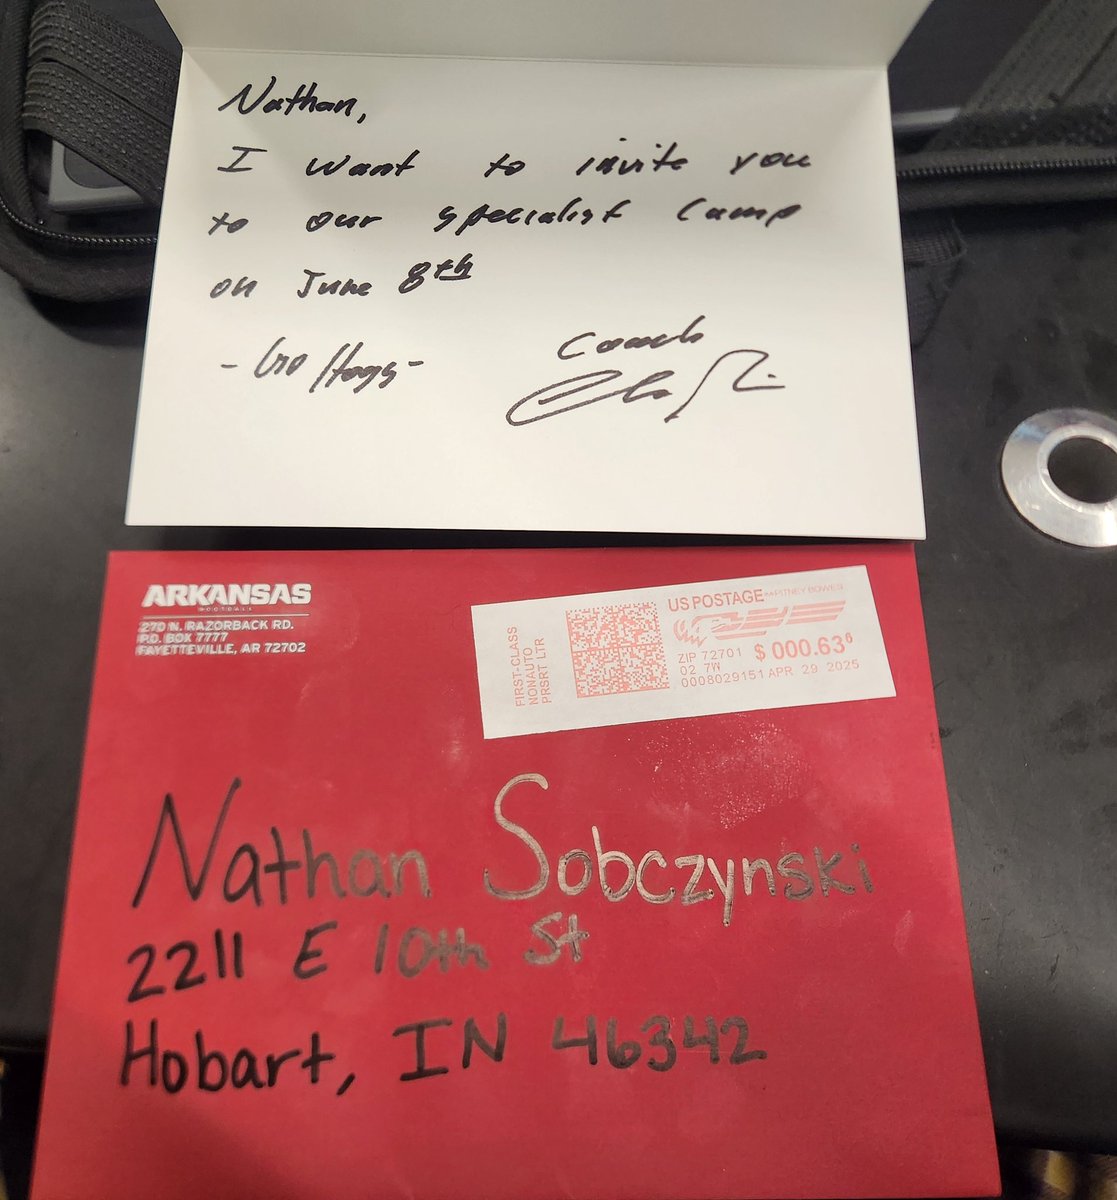 Nathan,
I want to invite you
to our specialist Camp
on June 8th
- Go Hogs -
Coach
ARKANSAS
FOOTBALL
270 N. RAZORBACK RD.
P.O. BOX 7777
FAYETTEVILLE, AR 72702
FIRST-CLASS
NONAUTO
PRSRT LTR
US POSTAGE PITNEY BOWES
ZIP 72701 $ 000.63⁶
02 7W
0008029151 APR 29 2025
Nathan Sobczynski
2211 E 10th St
Hobart, IN 46342